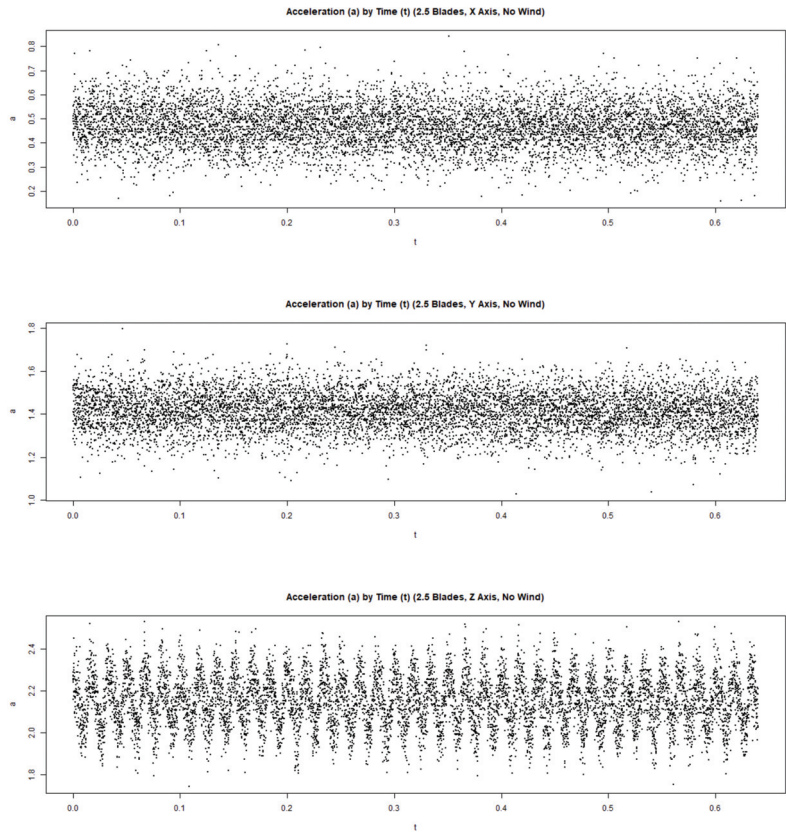 Acceleration (a) by Time (t) (2.5 Blades, X Axis, No Wind)
0.8
0.7
0.6
0.5
0.4
0.3
0.2
a
0.0 0.1 0.2 0.3 0.4 0.5 0.6
t
Acceleration (a) by Time (t) (2.5 Blades, Y Axis, No Wind)
1.8
1.6
1.4
1.2
1.0
a
0.0 0.1 0.2 0.3 0.4 0.5 0.6
t
Acceleration (a) by Time (t) (2.5 Blades, Z Axis, No Wind)
2.4
2.2
2.0
1.8
a
0.0 0.1 0.2 0.3 0.4 0.5 0.6
t